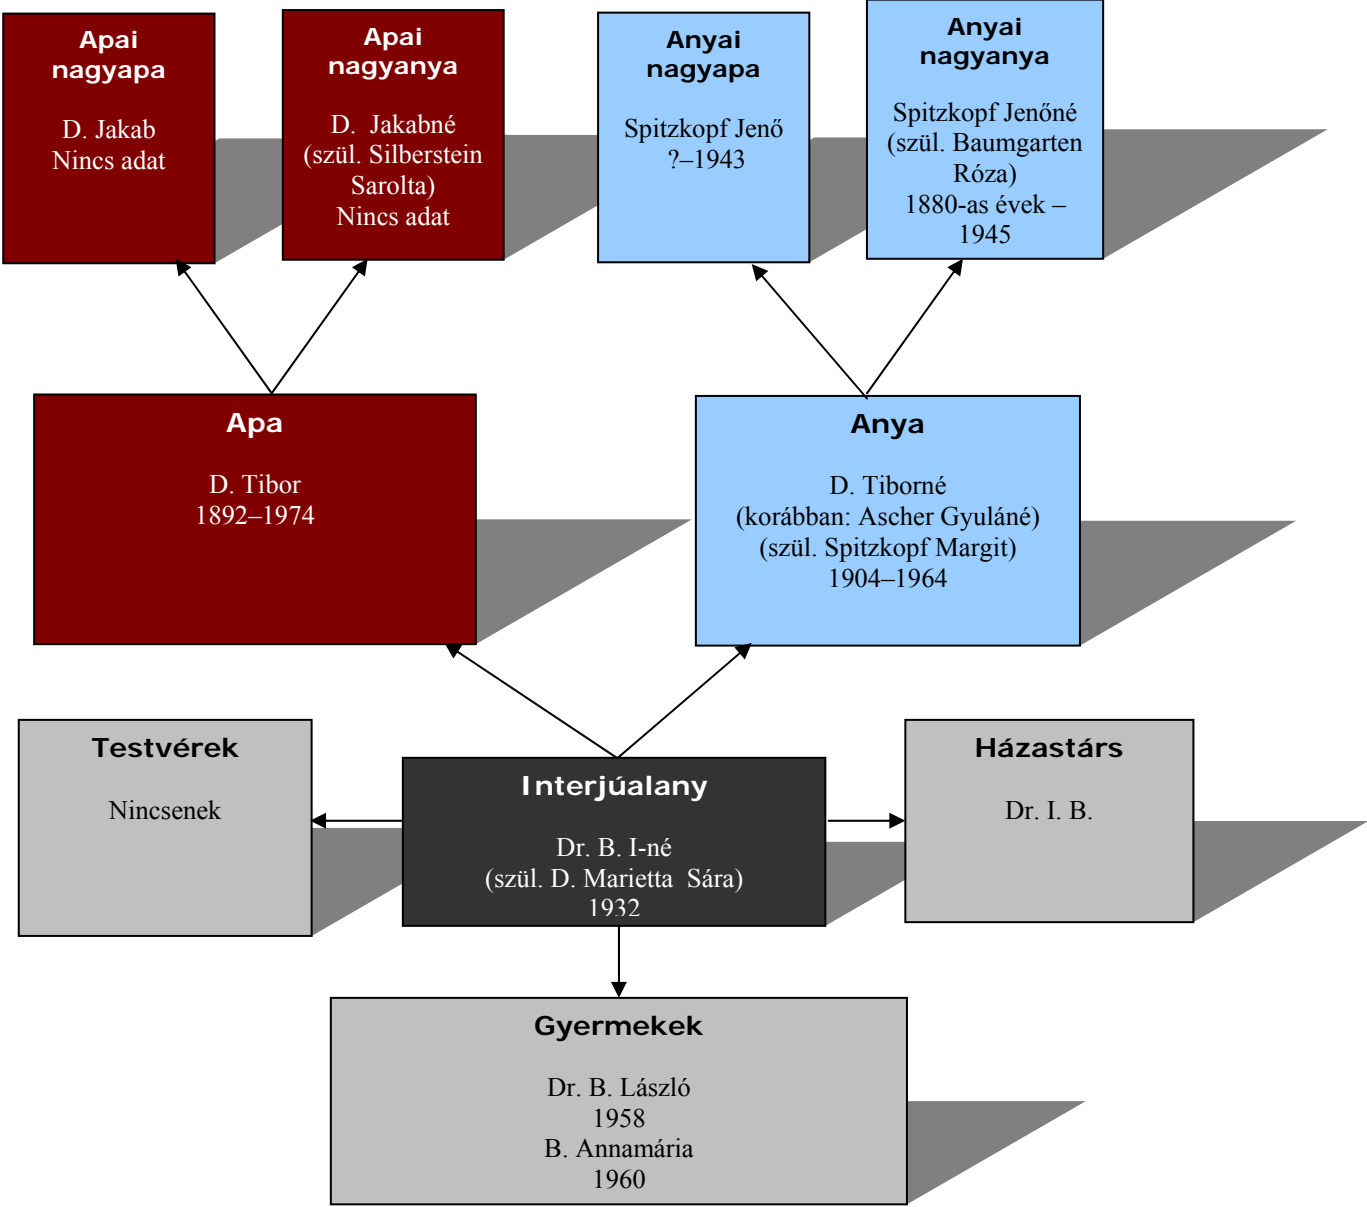 Apai
nagyapa
D. Jakab
Nincs adat
Apai
nagyanya
D. Jakabné
(szül. Silberstein
Sarolta)
Nincs adat
Anyai
nagyapa
Spitzkopf Jenő
?–1943
Anyai
nagyanya
Spitzkopf Jenőné
(szül. Baumgarten
Róza)
1880-as évek –
1945
Apa
D. Tibor
1892–1974
Anya
D. Tiborné
(korábban: Ascher Gyuláné)
(szül. Spitzkopf Margit)
1904–1964
Testvérek
Nincsenek
Interjúalany
Dr. B. I-né
(szül. D. Marietta Sára)
1932
Házastárs
Dr. I. B.
Gyermekek
Dr. B. László
1958
B. Annamária
1960